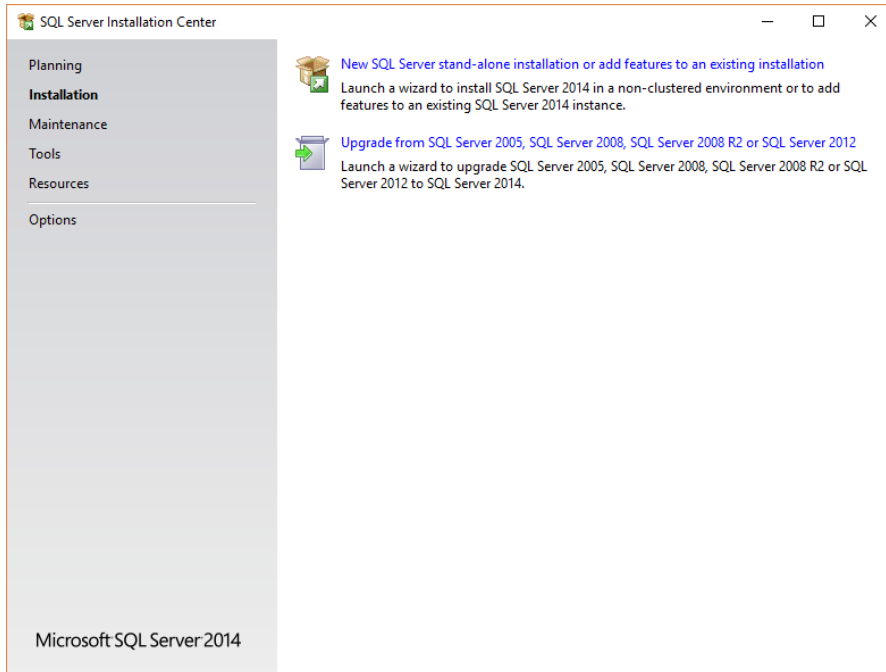 SQL Server Installation Center
Planning
Installation
Maintenance
Tools
Resources
Options
New SQL Server stand-alone installation or add features to an existing installation
Launch a wizard to install SQL Server 2014 in a non-clustered environment or to add
features to an existing SQL Server 2014 instance.
Upgrade from SQL Server 2005, SQL Server 2008, SQL Server 2008 R2 or SQL Server 2012
Launch a wizard to upgrade SQL Server 2005, SQL Server 2008, SQL Server 2008 R2 or SQL
Server 2012 to SQL Server 2014.
Microsoft SQL Server 2014